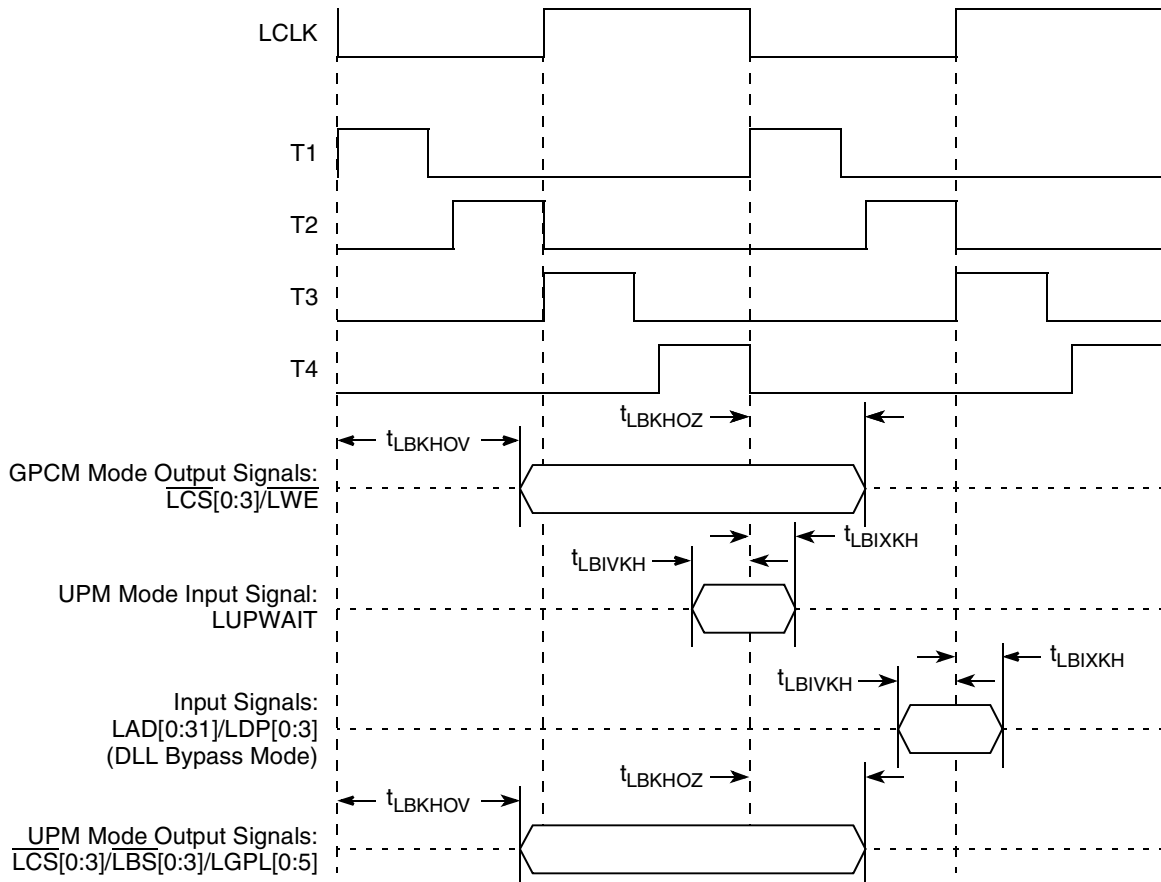 LCLK
T1
T2
T3
T4
tLBKHOZ
tLBKHOV
GPCM Mode Output Signals:
LCS[0:3]/LWE
tLBIXKH
tLBIVKH
UPM Mode Input Signal:
LUPWAIT
tLBIXKH
tLBIVKH
Input Signals:
LAD[0:31]/LDP[0:3]
(DLL Bypass Mode)
tLBKHOZ
tLBKHOV
UPM Mode Output Signals:
LCS[0:3]/LBS[0:3]/LGPL[0:5]